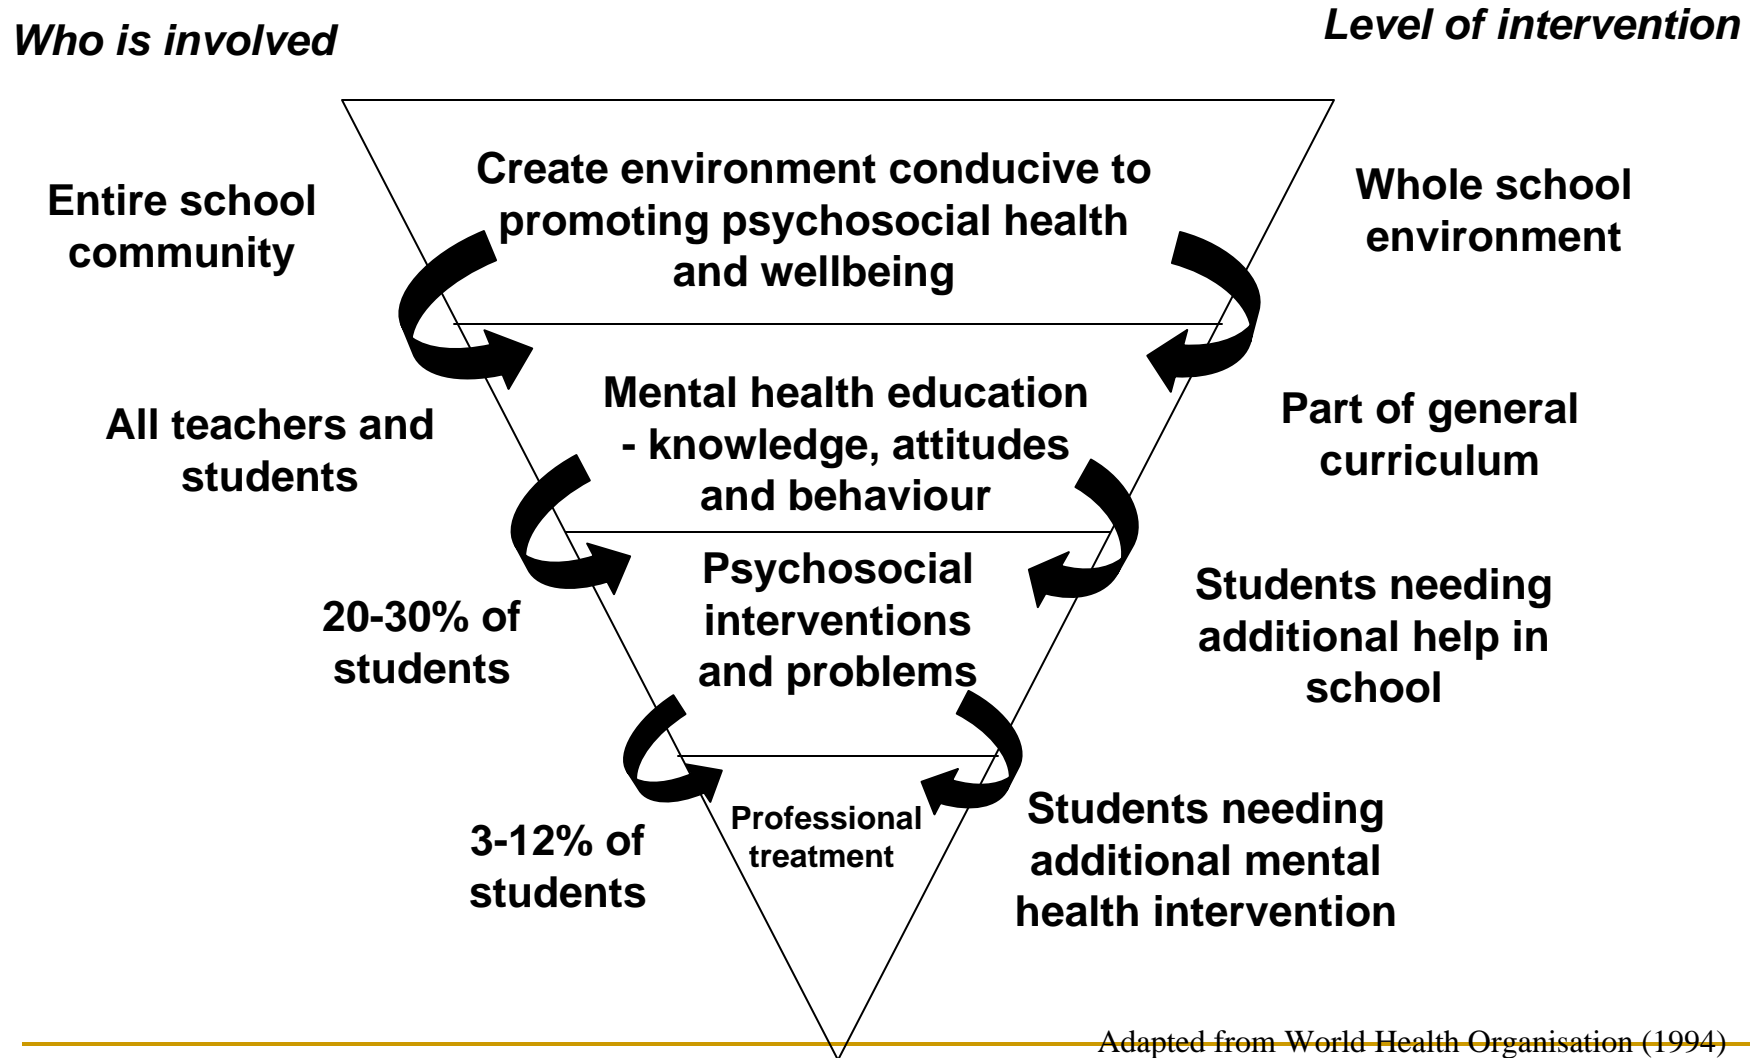 Who is involved
Level of intervention
Entire school
community
Create environment conducive to
promoting psychosocial health
and wellbeing
Whole school
environment
All teachers and
students
Mental health education
- knowledge, attitudes
and behaviour
Part of general
curriculum
20-30% of
students
Psychosocial
interventions
and problems
Students needing
additional help in
school
3-12% of
students
Professional
treatment
Students needing
additional mental
health intervention
Adapted from World Health Organisation (1994)